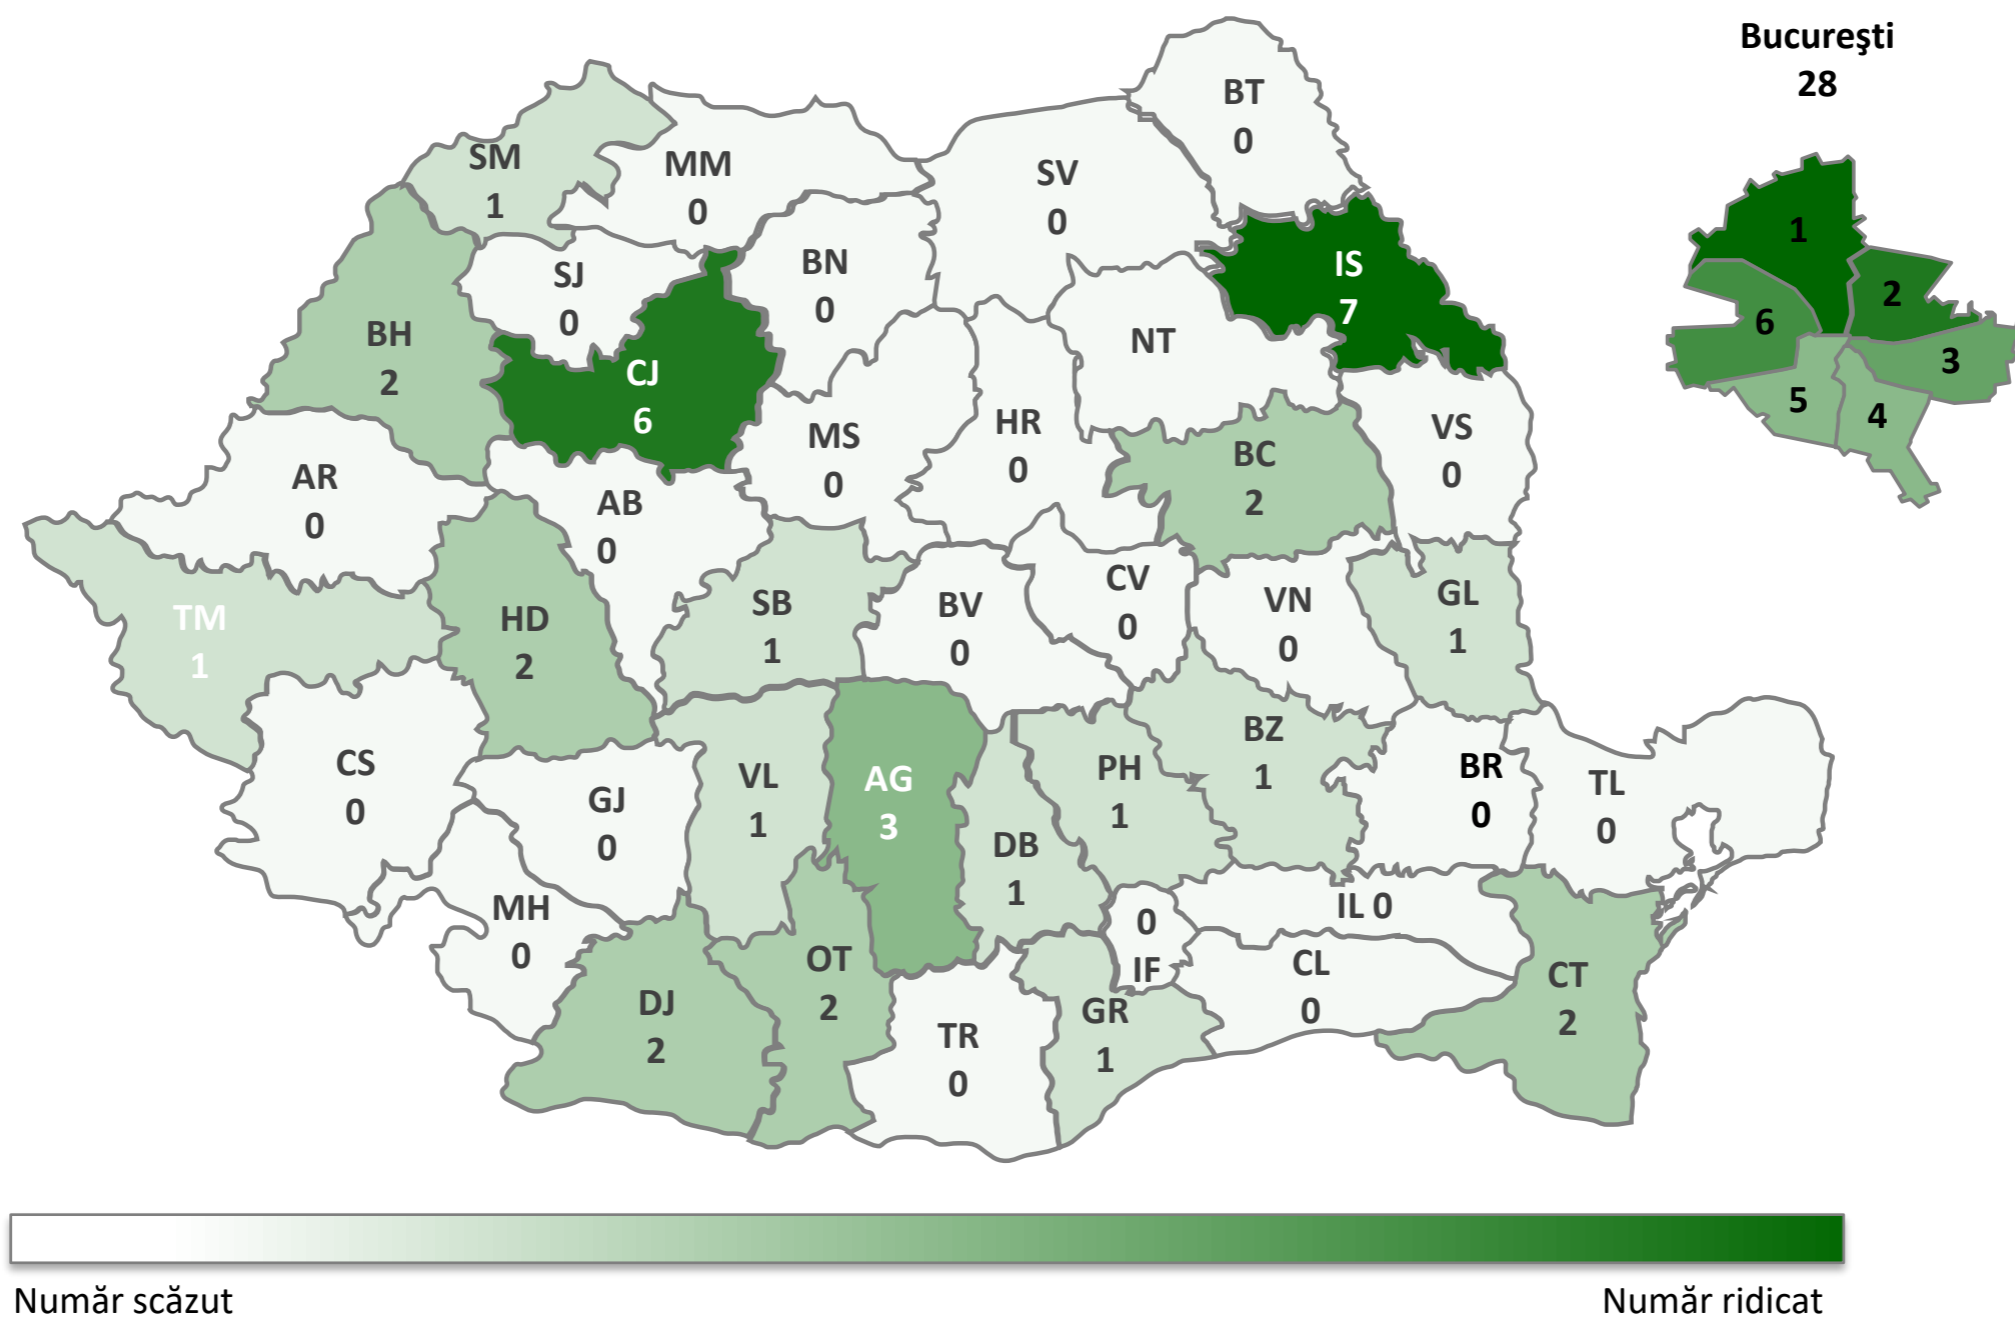 Bucureşti
28
BT
0
SM
1
MM
0
SV
0
1
IS
7
SJ
0
BN
0
2
6
BH
2
NT
3
CJ
6
5
4
MS
0
HR
0
VS
0
BC
2
AR
0
AB
0
TM
1
HD
2
SB
1
BV
0
CV
0
VN
0
GL
1
CS
0
GJ
0
VL
1
AG
3
DB
1
PH
1
BZ
1
BR
0
TL
0
MH
0
0
IF
IL 0
CL
0
CT
2
DJ
2
OT
2
TR
0
GR
1
Număr scăzut
Număr ridicat